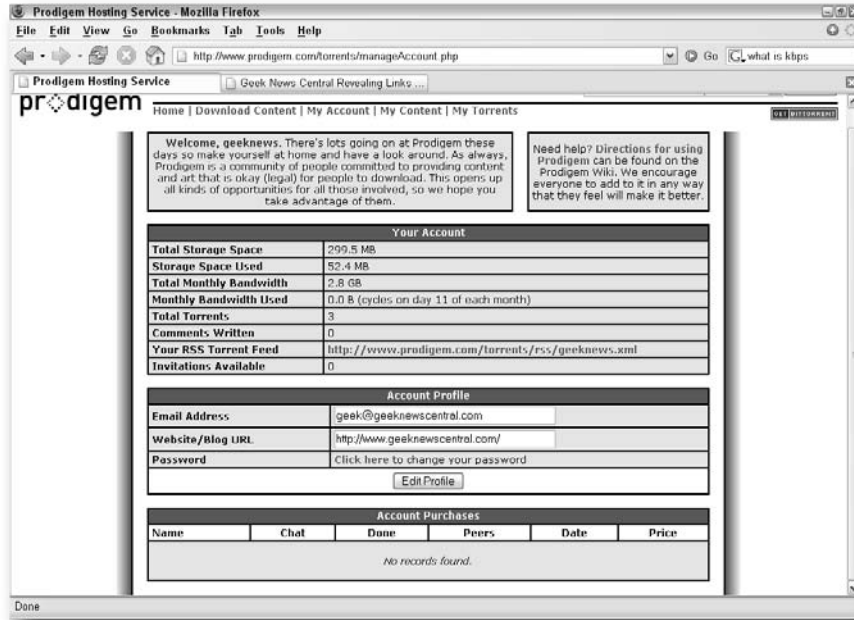 Prodigem Hosting Service - Mozilla Firefox
File Edit View Go Bookmarks Tab Tools Help
http://www.prodigem.com/torrents/manageAccount.php
Go
what is kbps
Prodigem Hosting Service
Geek News Central Revealing Links ...
prodigem
Home | Download Content | My Account | My Content | My Torrents
GET BITTORRENT
Welcome, geeknews. There's lots going on at Prodigem these
days so make yourself at home and have a look around. As always,
Prodigem is a community of people committed to providing content
and art that is okay (legal) for people to download. This opens up
all kinds of opportunities for all those involved, so we hope you
take advantage of them.
Need help? Directions for using
Prodigem can be found on the
Prodigem Wiki. We encourage
everyone to add to it in any way
that they feel will make it better.
Your Account
Total Storage Space 299.5 MB
Storage Space Used 52.4 MB
Total Monthly Bandwidth 2.8 GB
Monthly Bandwidth Used 0.0 B (cycles on day 11 of each month)
Total Torrents 3
Comments Written 0
Your RSS Torrent Feed http://www.prodigem.com/torrents/rss/geeknews.xml
Invitations Available 0
Account Profile
Email Address geek@geeknewscentral.com
Website/Blog URL http://www.geeknewscentral.com/
Password Click here to change your password
Edit Profile
Account Purchases
Name Chat Done Peers Date Price
No records found.
Done